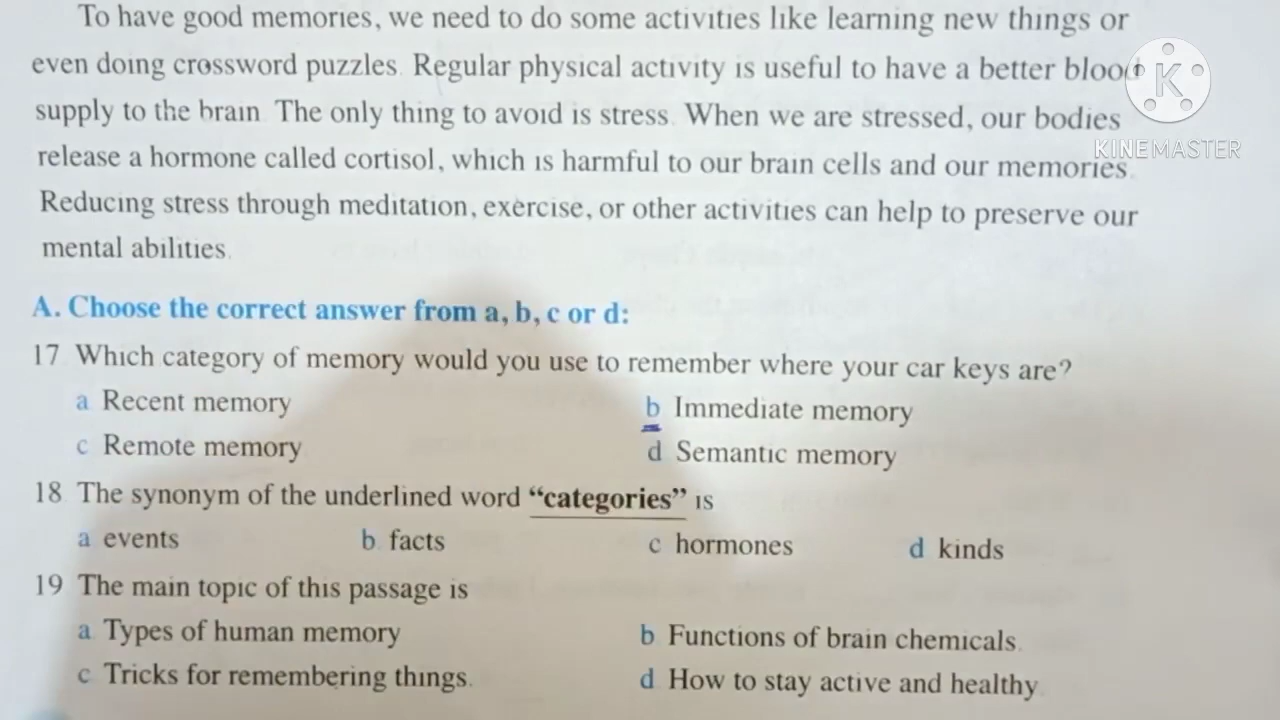 To have good memories, we need to do some activities like learning new things or
even doing crossword puzzles. Regular physical activity is useful to have a better blood
supply to the brain. The only thing to avoid is stress. When we are stressed, our bodies
release a hormone called cortisol, which is harmful to our brain cells and our memories.
Reducing stress through meditation, exercise, or other activities can help to preserve our
mental abilities.
K
KINEMASTER
A. Choose the correct answer from a, b, c or d:
17 Which category of memory would you use to remember where your car keys are?
a Recent memory b Immediate memory
c Remote memory d Semantic memory
18 The synonym of the underlined word “categories” is
a events b. facts c hormones d kinds
19 The main topic of this passage is
a. Types of human memory b Functions of brain chemicals.
c Tricks for remembering things. d How to stay active and healthy.